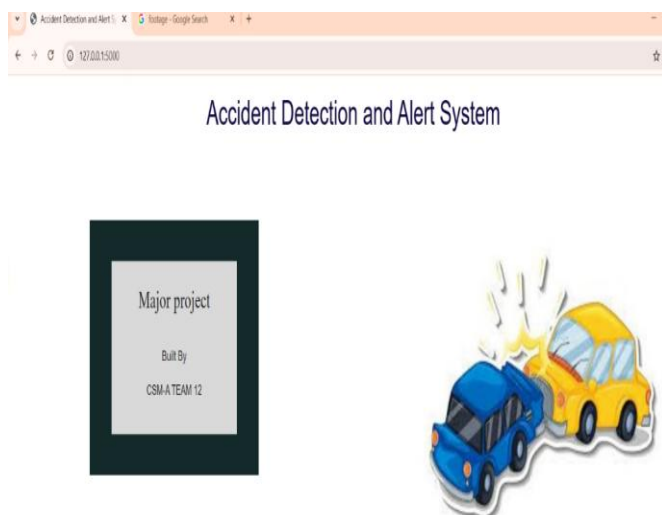 Accident Detection and Alert S
footage - Google Search
127.0.0.1:5000
Accident Detection and Alert System
Major project
Built By
CSM-A TEAM 12